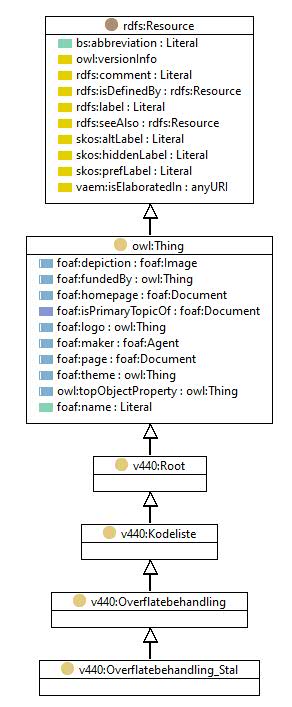 rdfs:Resource
bs:abbreviation : Literal
owl:versionInfo
rdfs:comment : Literal
rdfs:isDefinedBy : rdfs:Resource
rdfs:label : Literal
rdfs:seeAlso : rdfs:Resource
skos:altLabel : Literal
skos:hiddenLabel : Literal
skos:prefLabel : Literal
vaem:isElaboratedIn : anyURI
owl:Thing
foaf:depiction : foaf:Image
foaf:fundedBy : owl:Thing
foaf:homepage : foaf:Document
foaf:isPrimaryTopicOf : foaf:Document
foaf:logo : owl:Thing
foaf:maker : foaf:Agent
foaf:page : foaf:Document
foaf:theme : owl:Thing
owl:topObjectProperty : owl:Thing
foaf:name : Literal
v440:Root
v440:Kodeliste
v440:Overflatebehandling
v440:Overflatebehandling_Stal